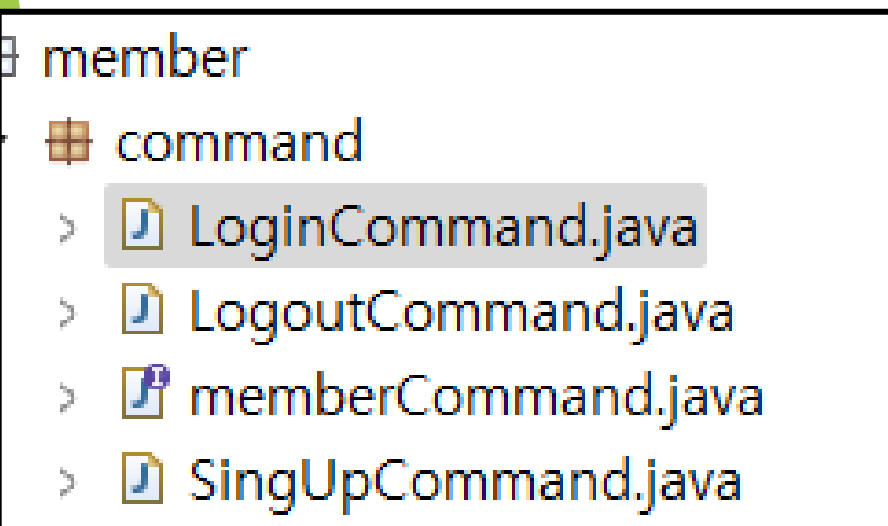 member
command
LoginCommand.java
LogoutCommand.java
memberCommand.java
SingUpCommand.java